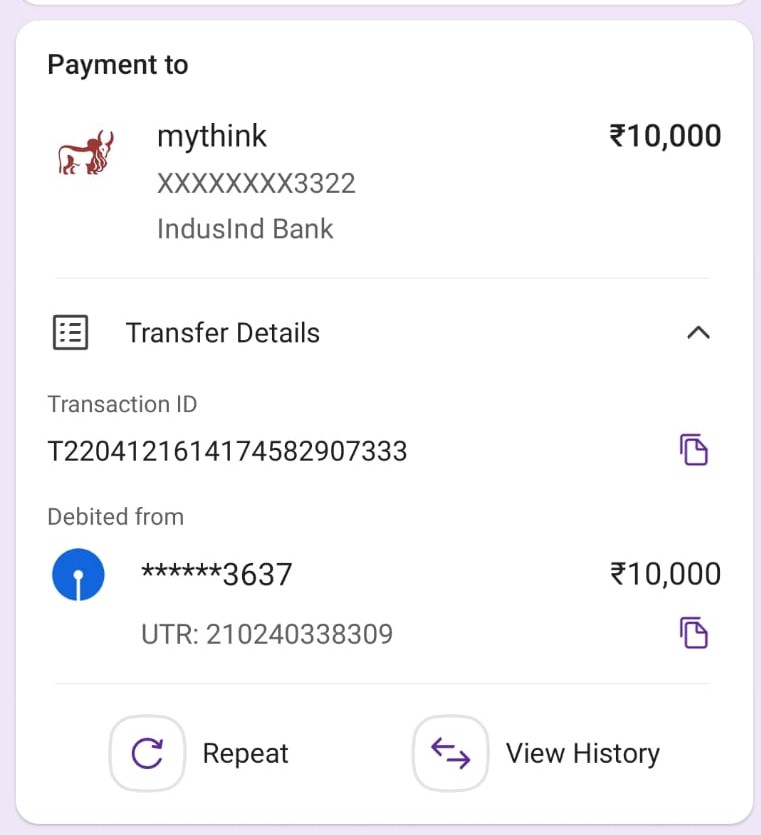 Payment to
mythink ₹10,000
XXXXXXXX3322
IndusInd Bank
Transfer Details
Transaction ID
T2204121614174582907333
Debited from
******3637 ₹10,000
UTR: 210240338309
Repeat View History